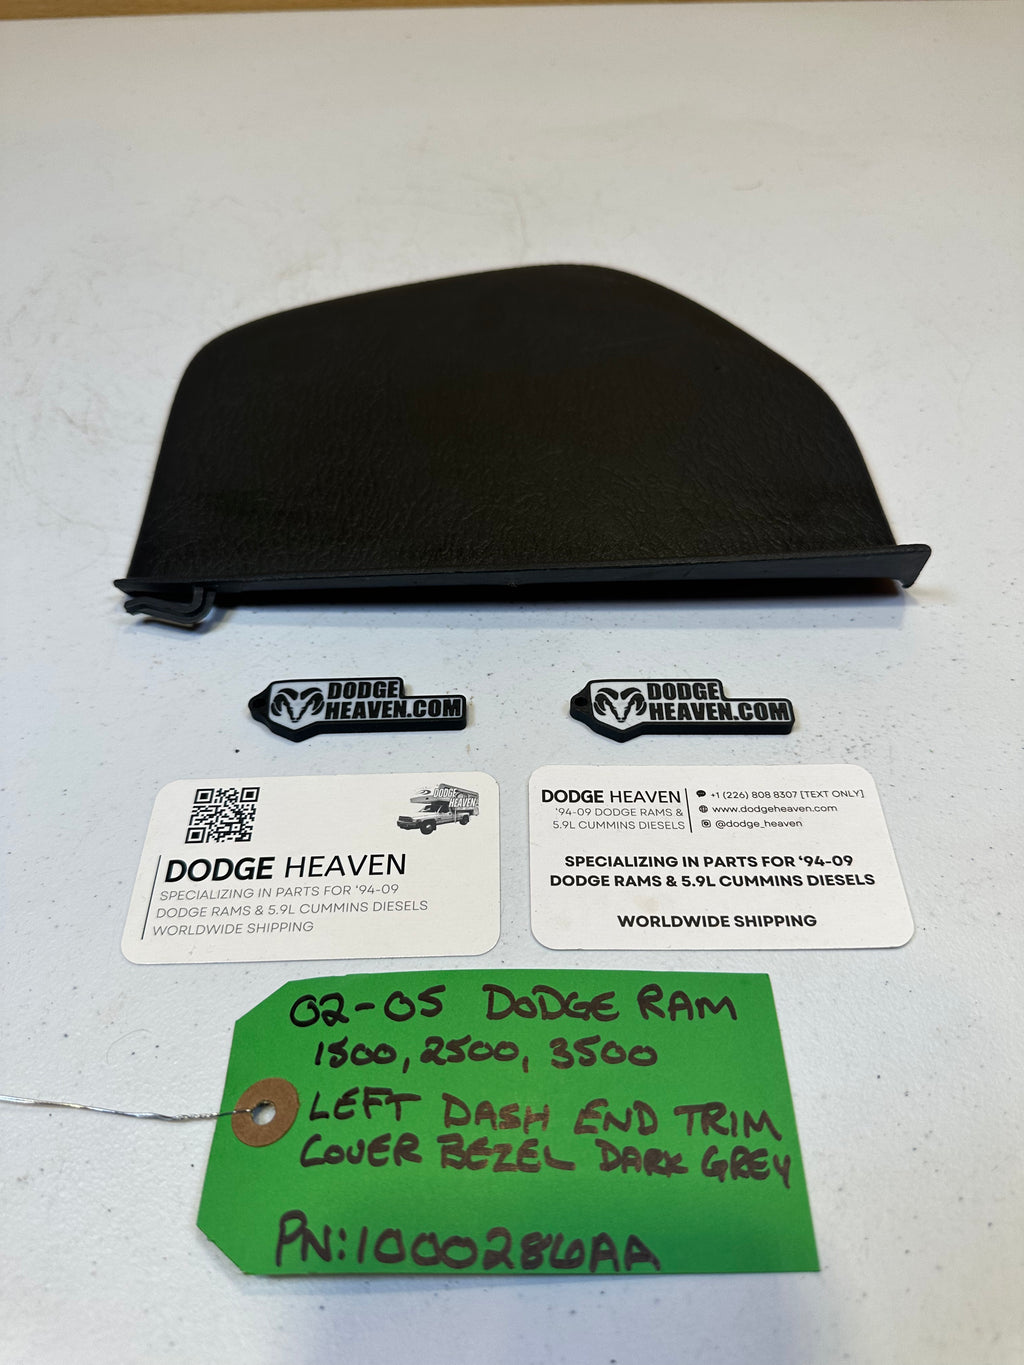 DODGE
HEAVEN.COM
DODGE
HEAVEN.COM
DODGE
HEAVEN
DODGE HEAVEN
SPECIALIZING IN PARTS FOR ‘94-09
DODGE RAMS & 5.9L CUMMINS DIESELS
WORLDWIDE SHIPPING
DODGE HEAVEN
‘94-09 DODGE RAMS &
5.9L CUMMINS DIESELS
+1 (226) 808 8307 [TEXT ONLY]
www.dodgeheaven.com
@dodge_heaven
SPECIALIZING IN PARTS FOR ‘94-09
DODGE RAMS & 5.9L CUMMINS DIESELS
WORLDWIDE SHIPPING
02-05 DODGE RAM
1500, 2500, 3500
LEFT DASH END TRIM
COVER BEZEL DARK GREY
PN:1000286AA